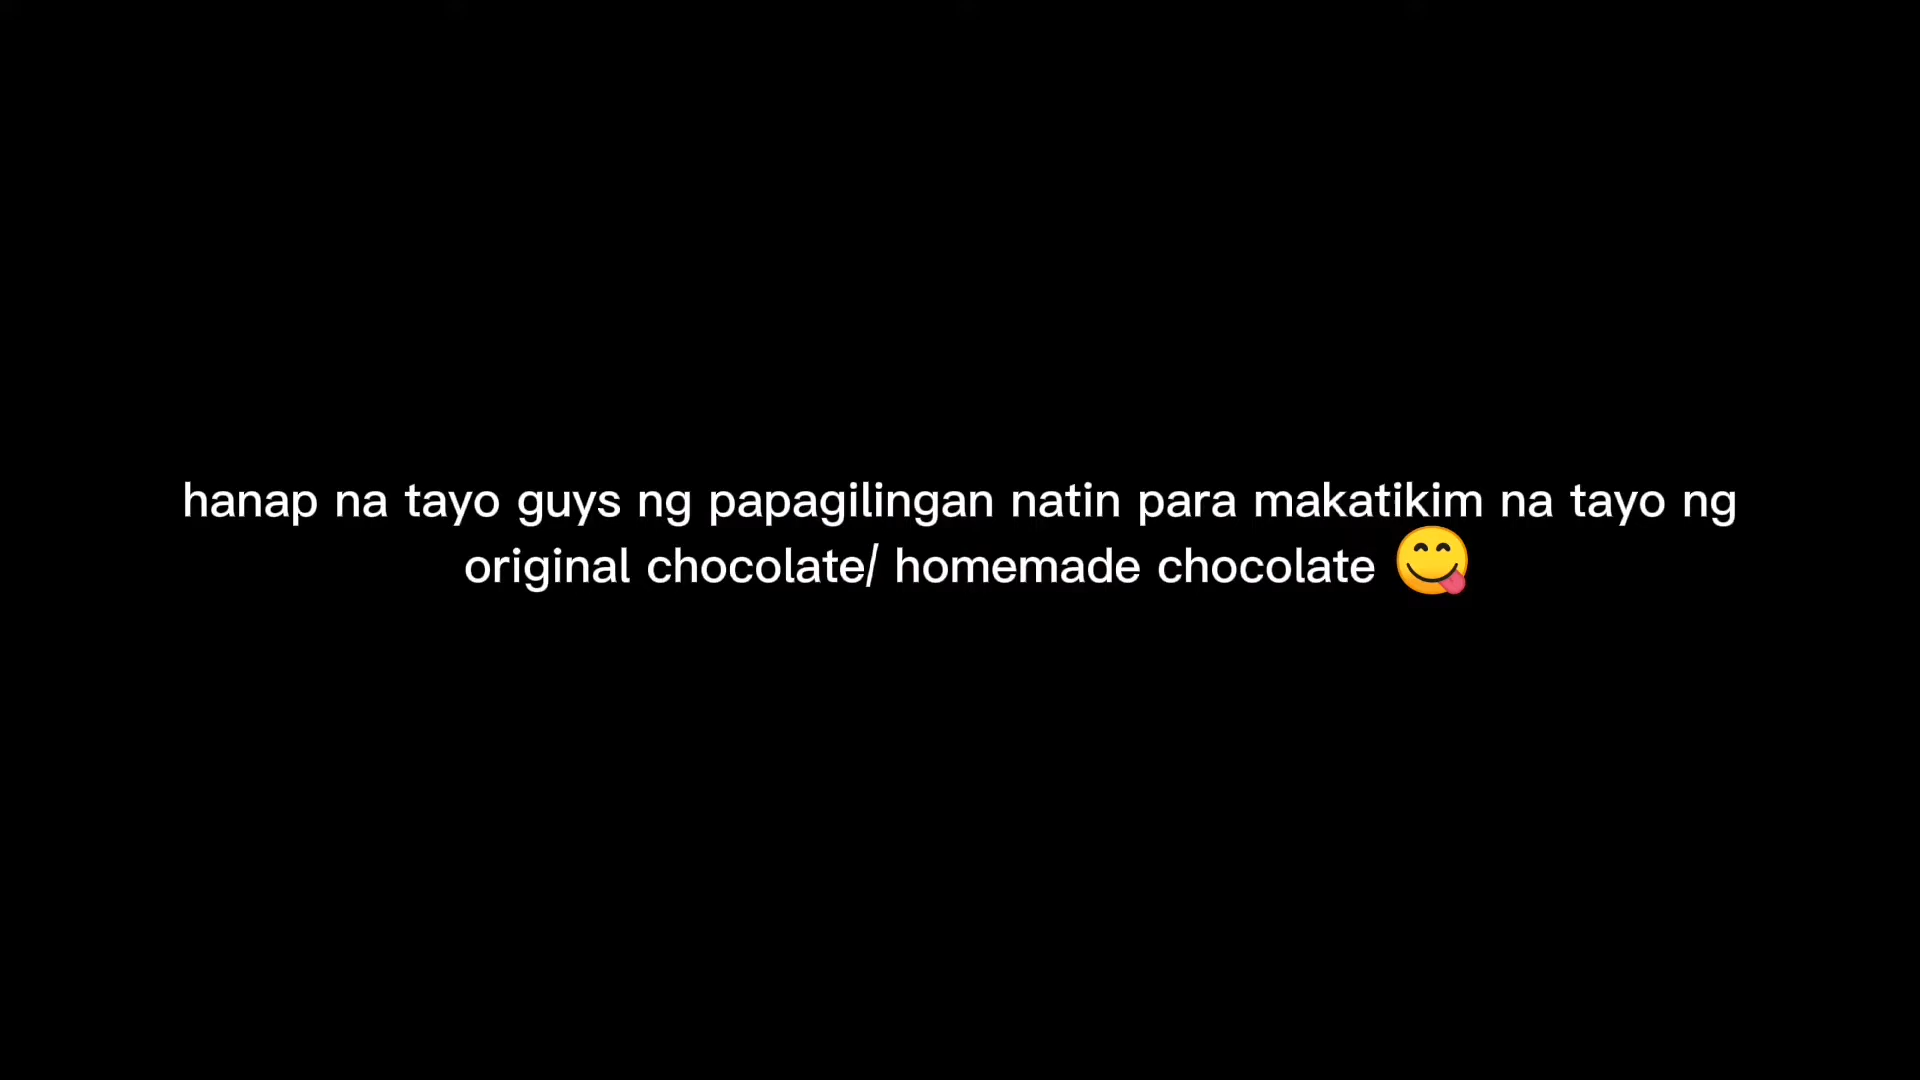 hanap na tayo guys ng papagilingan natin para makatikim na tayo ng
original chocolate/ homemade chocolate 😋